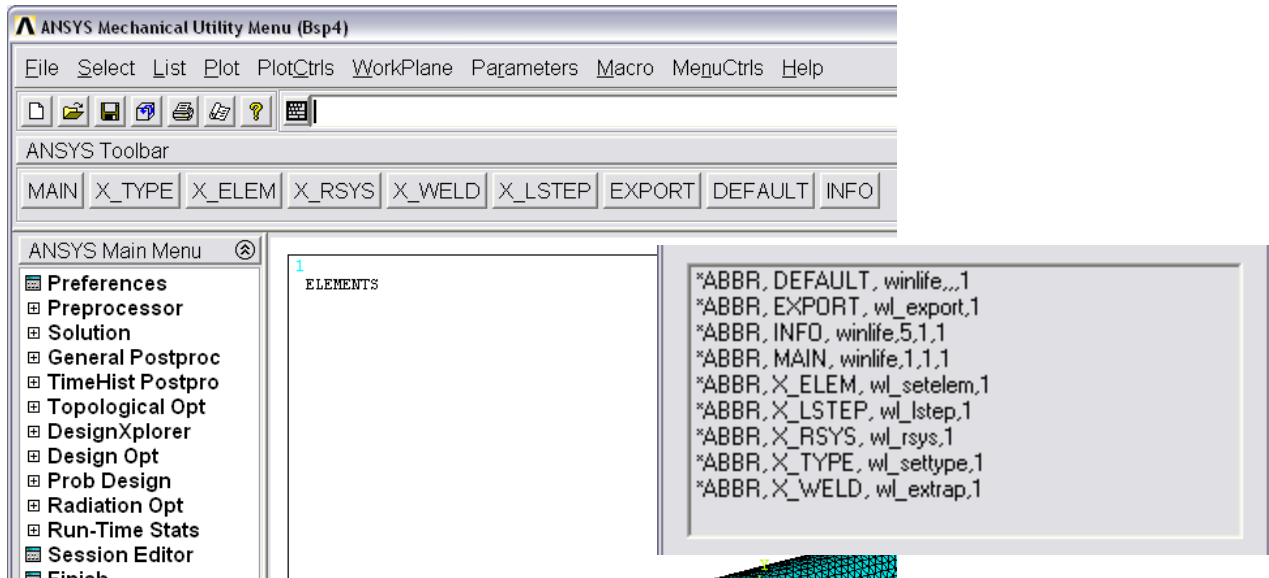 ANSYS Mechanical Utility Menu (Bsp4)
File Select List Plot PlotCtrls WorkPlane Parameters Macro MenuCtrls Help
ANSYS Toolbar
MAIN X_TYPE X_ELEM X_RSYS X_WELD X_LSTEP EXPORT DEFAULT INFO
ANSYS Main Menu
Preferences
Preprocessor
Solution
General Postproc
TimeHist Postpro
Topological Opt
DesignXplorer
Design Opt
Prob Design
Radiation Opt
Run-Time Stats
Session Editor
Finish
1
ELEMENTS
Y
*ABBR, DEFAULT, winlife,,,1
*ABBR, EXPORT, wl_export,1
*ABBR, INFO, winlife,5,1,1
*ABBR, MAIN, winlife,1,1,1
*ABBR, X_ELEM, wl_setelem,1
*ABBR, X_LSTEP, wl_lstep,1
*ABBR, X_RSYS, wl_rsys,1
*ABBR, X_TYPE, wl_settype,1
*ABBR, X_WELD, wl_extrap,1